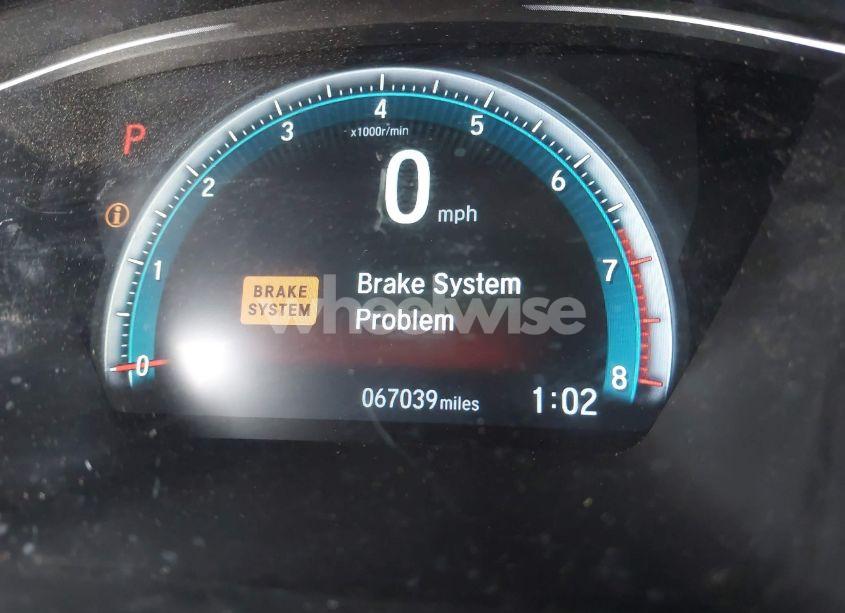 4
3
5
x1000r/min
P
2
6
0 mph
i
1
7
BRAKE
SYSTEM
Brake System
Problem
wheelwise
0
8
067039 miles
1:02